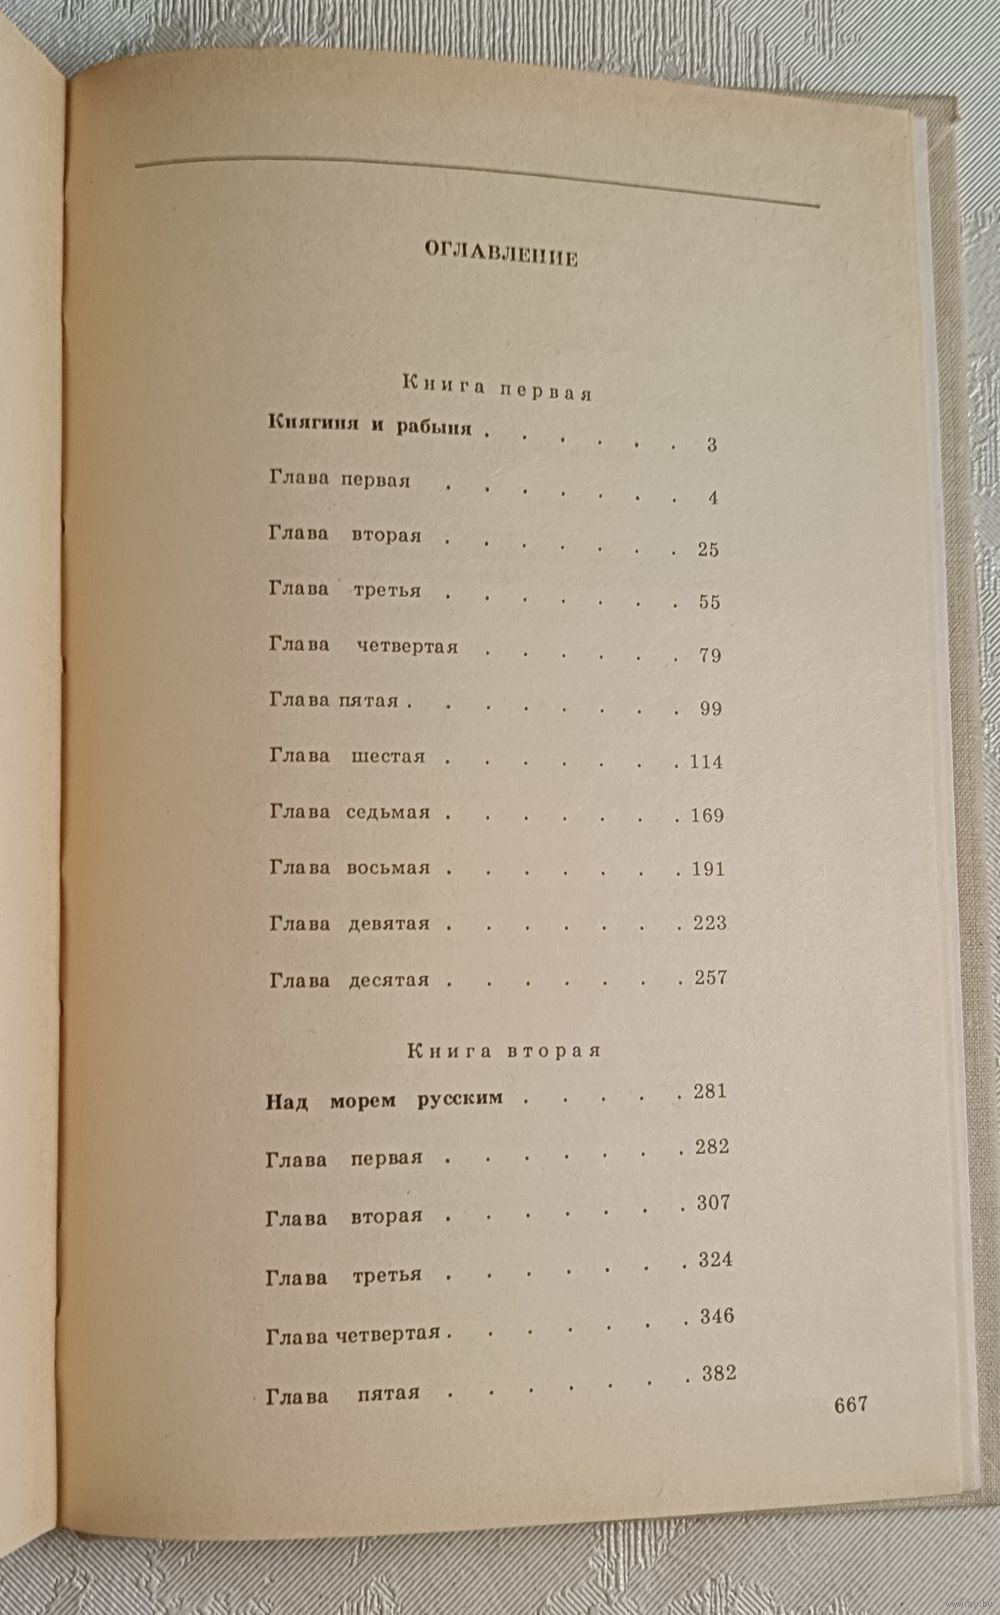 ОГЛАВЛЕНИЕ
Книга первая
Княгиня и рабыня . . . . . . 3
Глава первая . . . . . . . 4
Глава вторая . . . . . . . 25
Глава третья . . . . . . . 55
Глава четвертая . . . . . . 79
Глава пятая . . . . . . . . 99
Глава шестая . . . . . . . 114
Глава седьмая . . . . . . . 169
Глава восьмая . . . . . . . 191
Глава девятая . . . . . . . 223
Глава десятая . . . . . . . 257
Книга вторая
Над морем русским . . . . . 281
Глава первая . . . . . . . 282
Глава вторая . . . . . . . 307
Глава третья . . . . . . . 324
Глава четвертая . . . . . . . 346
Глава пятая . . . . . . . 382
667
www.ay.by